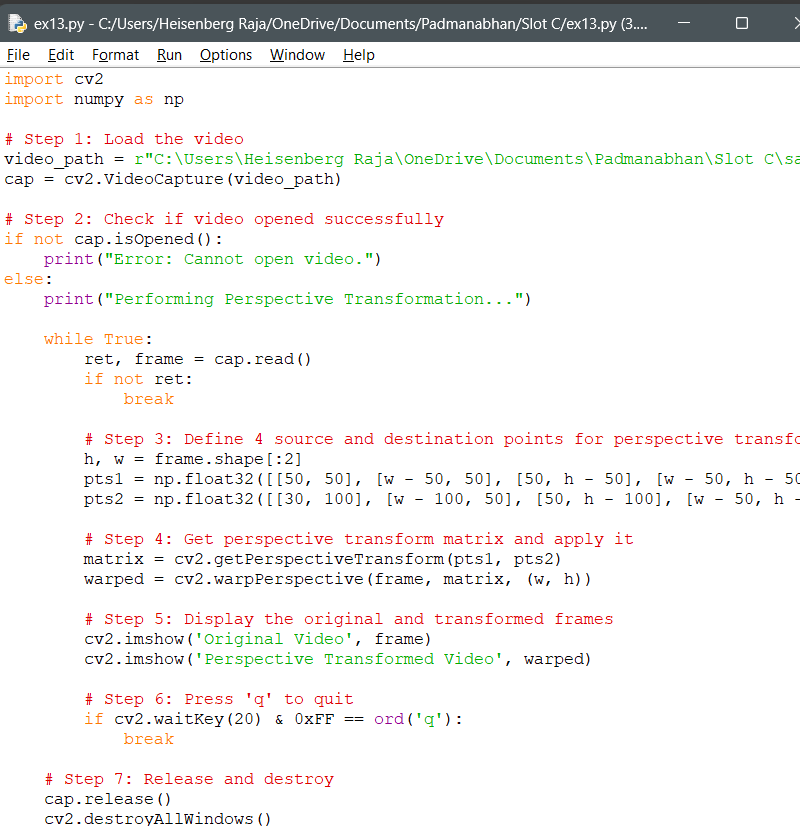 ex13.py - C:/Users/Heisenberg Raja/OneDrive/Documents/Padmanabhan/Slot C/ex13.py (3....
File Edit Format Run Options Window Help
import cv2
import numpy as np

# Step 1: Load the video
video_path = r"C:\Users\Heisenberg Raja\OneDrive\Documents\Padmanabhan\Slot C\sa
cap = cv2.VideoCapture(video_path)

# Step 2: Check if video opened successfully
if not cap.isOpened():
    print("Error: Cannot open video.")
else:
    print("Performing Perspective Transformation...")

    while True:
        ret, frame = cap.read()
        if not ret:
            break

        # Step 3: Define 4 source and destination points for perspective transfo
        h, w = frame.shape[:2]
        pts1 = np.float32([[50, 50], [w - 50, 50], [50, h - 50], [w - 50, h - 50
        pts2 = np.float32([[30, 100], [w - 100, 50], [50, h - 100], [w - 50, h -

        # Step 4: Get perspective transform matrix and apply it
        matrix = cv2.getPerspectiveTransform(pts1, pts2)
        warped = cv2.warpPerspective(frame, matrix, (w, h))

        # Step 5: Display the original and transformed frames
        cv2.imshow('Original Video', frame)
        cv2.imshow('Perspective Transformed Video', warped)

        # Step 6: Press 'q' to quit
        if cv2.waitKey(20) & 0xFF == ord('q'):
            break

    # Step 7: Release and destroy
    cap.release()
    cv2.destroyAllWindows()